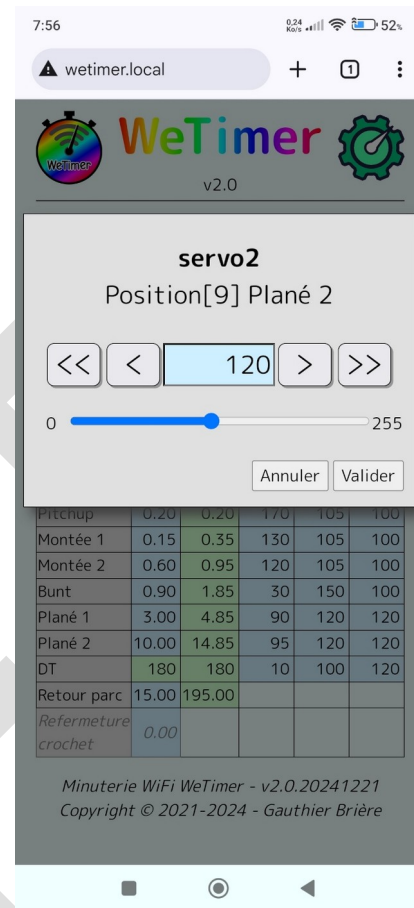 7:56 0,24 Ko/s 52%
wetimer.local 1
WeTimer WeTimer
v2.0
servo2
Position[9] Plané 2
<< < 120 > >>
0 255
Annuler Valider
Pitchup 0.20 0.20 170 105 100
Montée 1 0.15 0.35 130 105 100
Montée 2 0.60 0.95 120 105 100
Bunt 0.90 1.85 30 150 100
Plané 1 3.00 4.85 90 120 120
Plané 2 10.00 14.85 95 120 120
DT 180 180 10 100 120
Retour parc 15.00 195.00
Refermeture 0.00
crochet
Minuterie WiFi WeTimer - v2.0.20241221
Copyright © 2021-2024 - Gauthier Brière